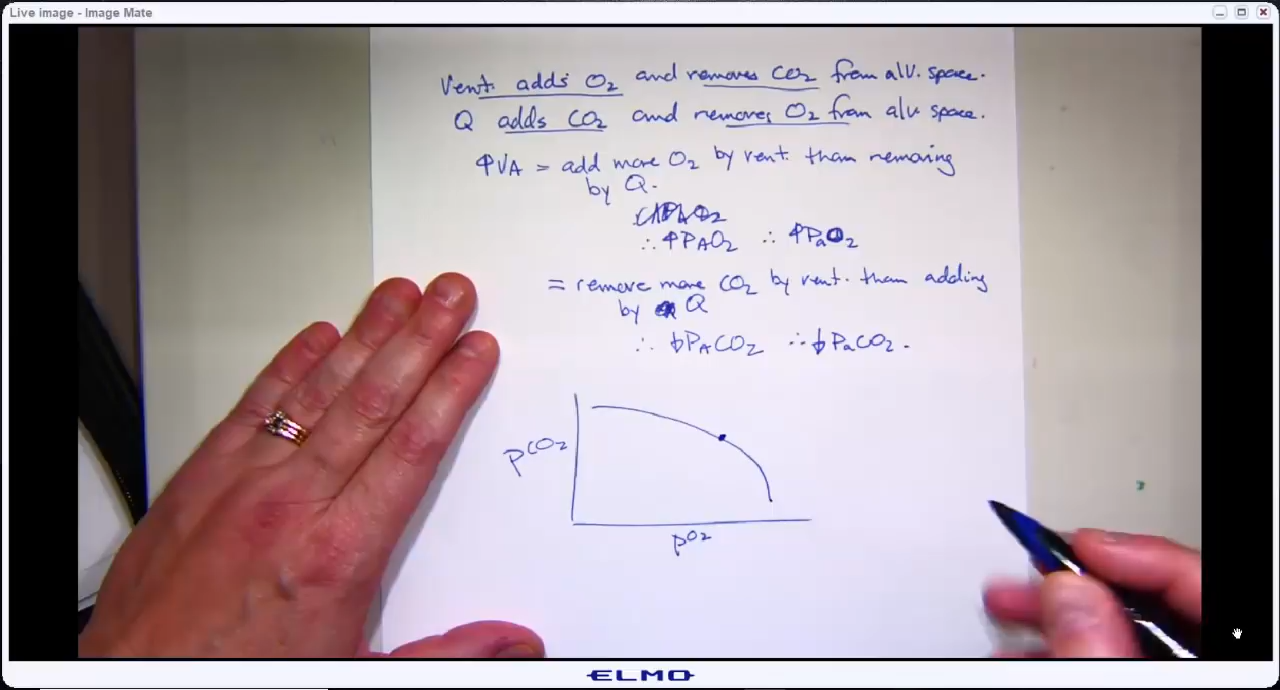 Live image - Image Mate
Vent. adds O₂ and removes CO₂ from alv. space.
Q adds CO₂ and removes O₂ from alv space.
↑VA = add more O₂ by vent. than removing
by Q.
∴ ↑PAO₂ ∴ ↑PaO₂
= remove more CO₂ by vent. than adding
by Q
∴ ↓PACO₂ ∴ ↓PaCO₂.
PCO₂
PO₂
ELMO